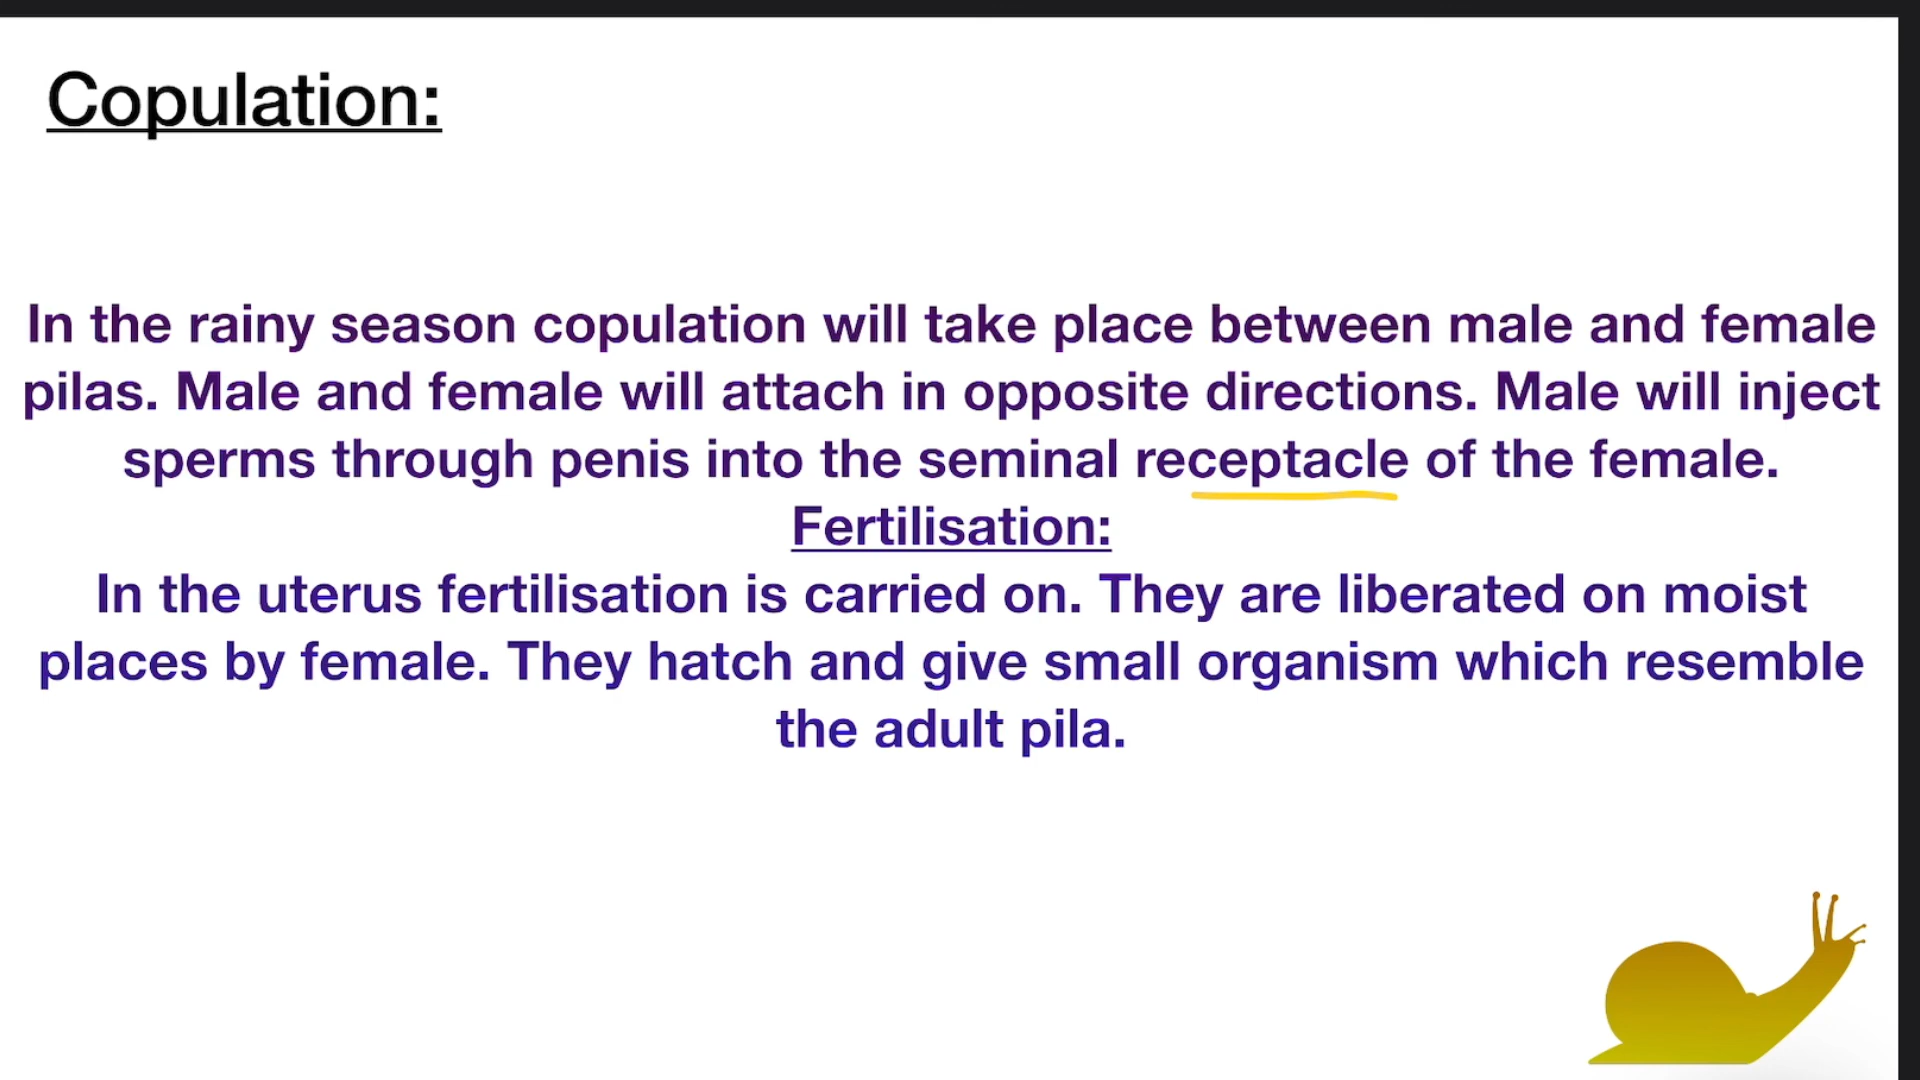 Copulation:
In the rainy season copulation will take place between male and female
pilas. Male and female will attach in opposite directions. Male will inject
sperms through penis into the seminal receptacle of the female.
Fertilisation:
In the uterus fertilisation is carried on. They are liberated on moist
places by female. They hatch and give small organism which resemble
the adult pila.